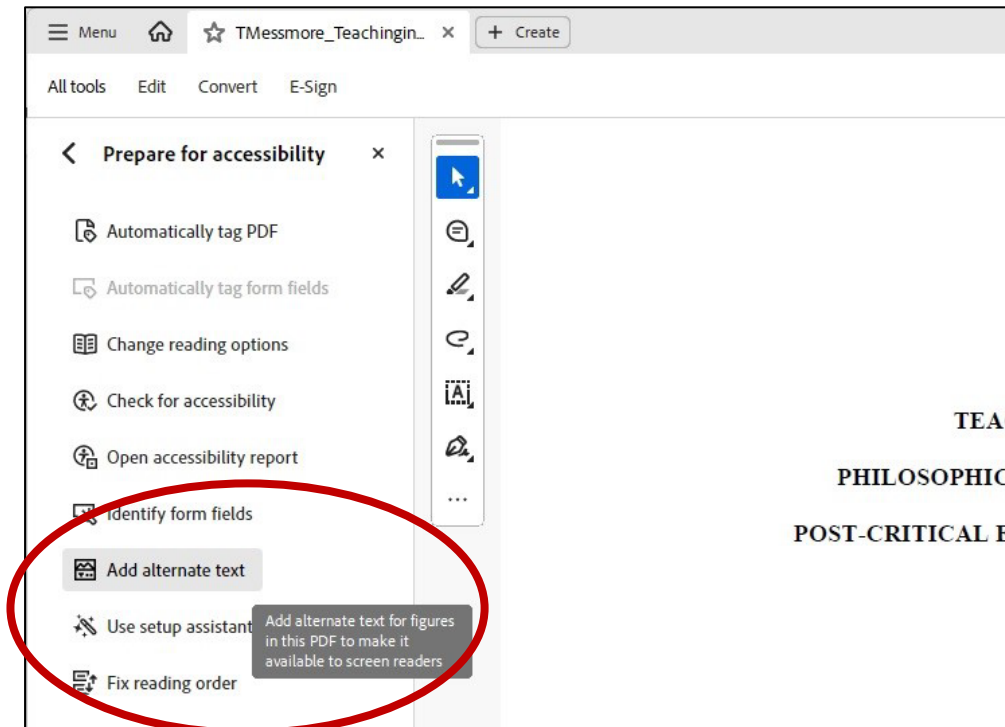 Menu
TMessmore_Teachingin...
Create
All tools Edit Convert E-Sign
Prepare for accessibility
Automatically tag PDF
Automatically tag form fields
Change reading options
Check for accessibility
Open accessibility report
Identify form fields
Add alternate text
Use setup assistant
Add alternate text for figures
in this PDF to make it
available to screen readers
Fix reading order
A
TEA
PHILOSOPHIC
POST-CRITICAL E